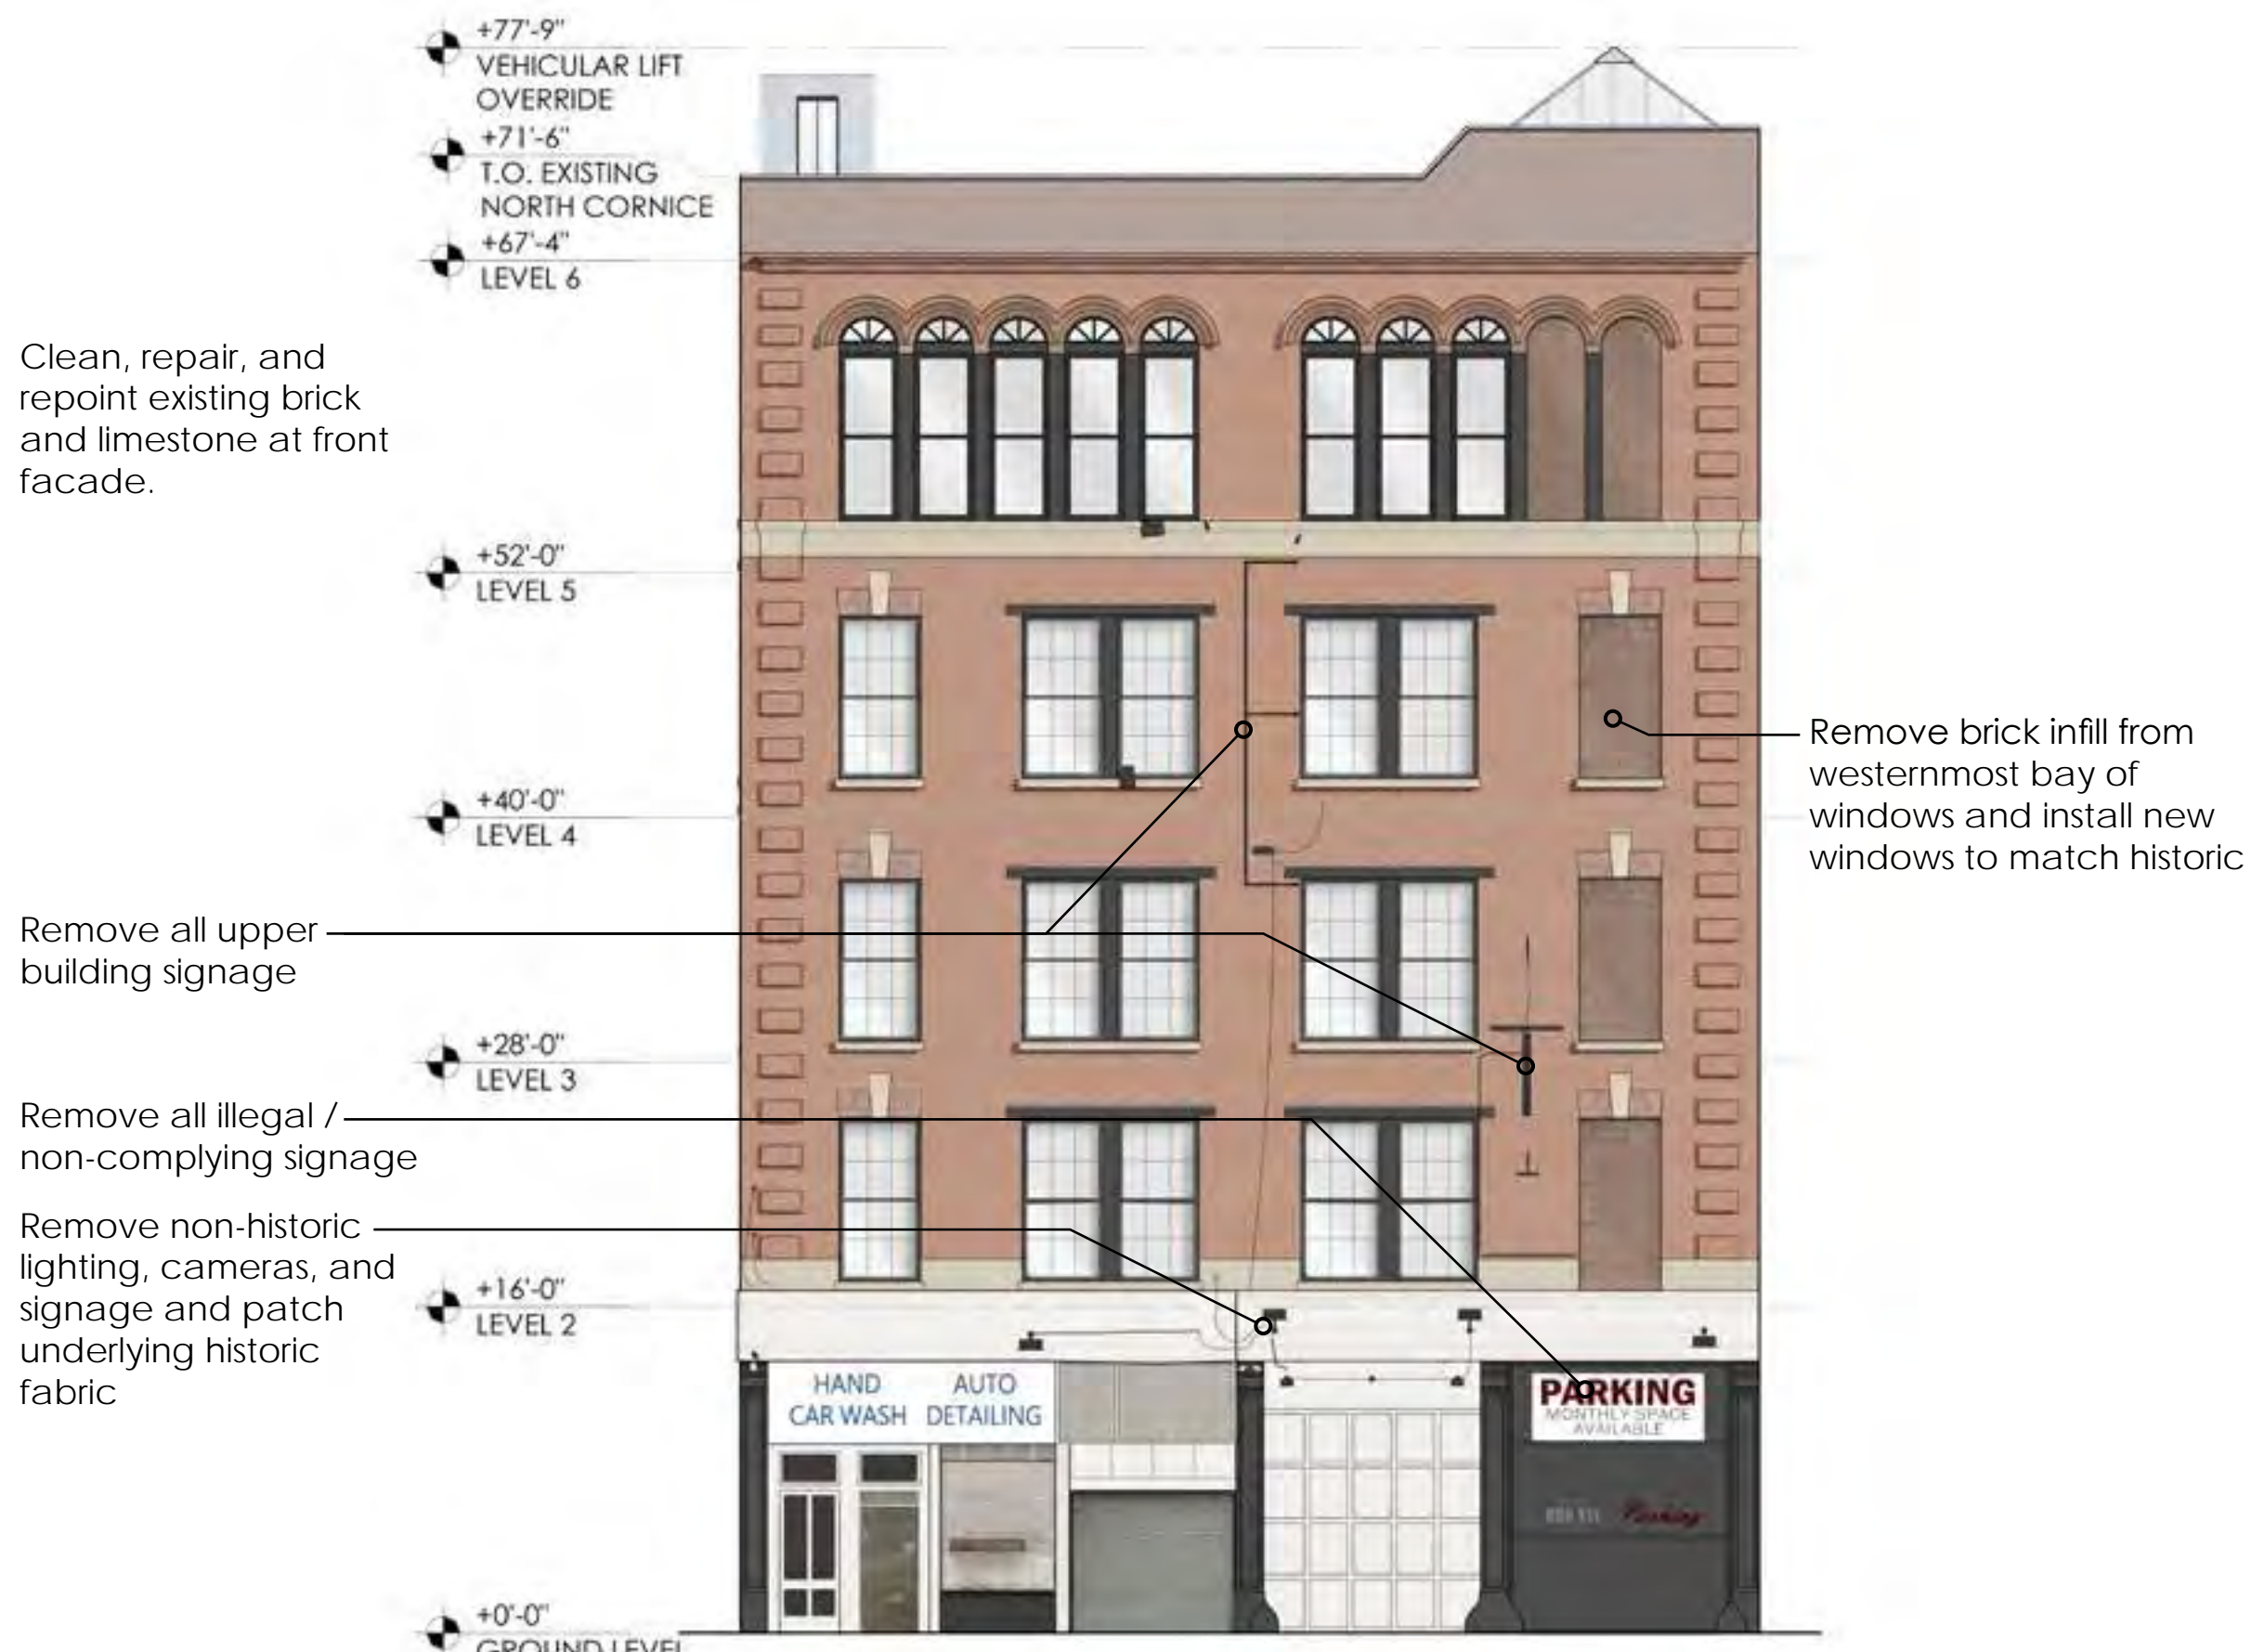 +77'-9"
VEHICULAR LIFT
OVERRIDE
+71'-6"
T.O. EXISTING
NORTH CORNICE
+67'-4"
LEVEL 6
Clean, repair, and
repoint existing brick
and limestone at front
facade.
+52'-0"
LEVEL 5
Remove brick infill from
westernmost bay of
windows and install new
windows to match historic
+40'-0"
LEVEL 4
Remove all upper
building signage
+28'-0"
LEVEL 3
Remove all illegal /
non-complying signage
Remove non-historic
lighting, cameras, and
signage and patch
underlying historic
fabric
+16'-0"
LEVEL 2
HAND
CAR WASH
AUTO
DETAILING
PARKING
MONTHLY SPACE
AVAILABLE
Parking
+0'-0"
GROUND LEVEL